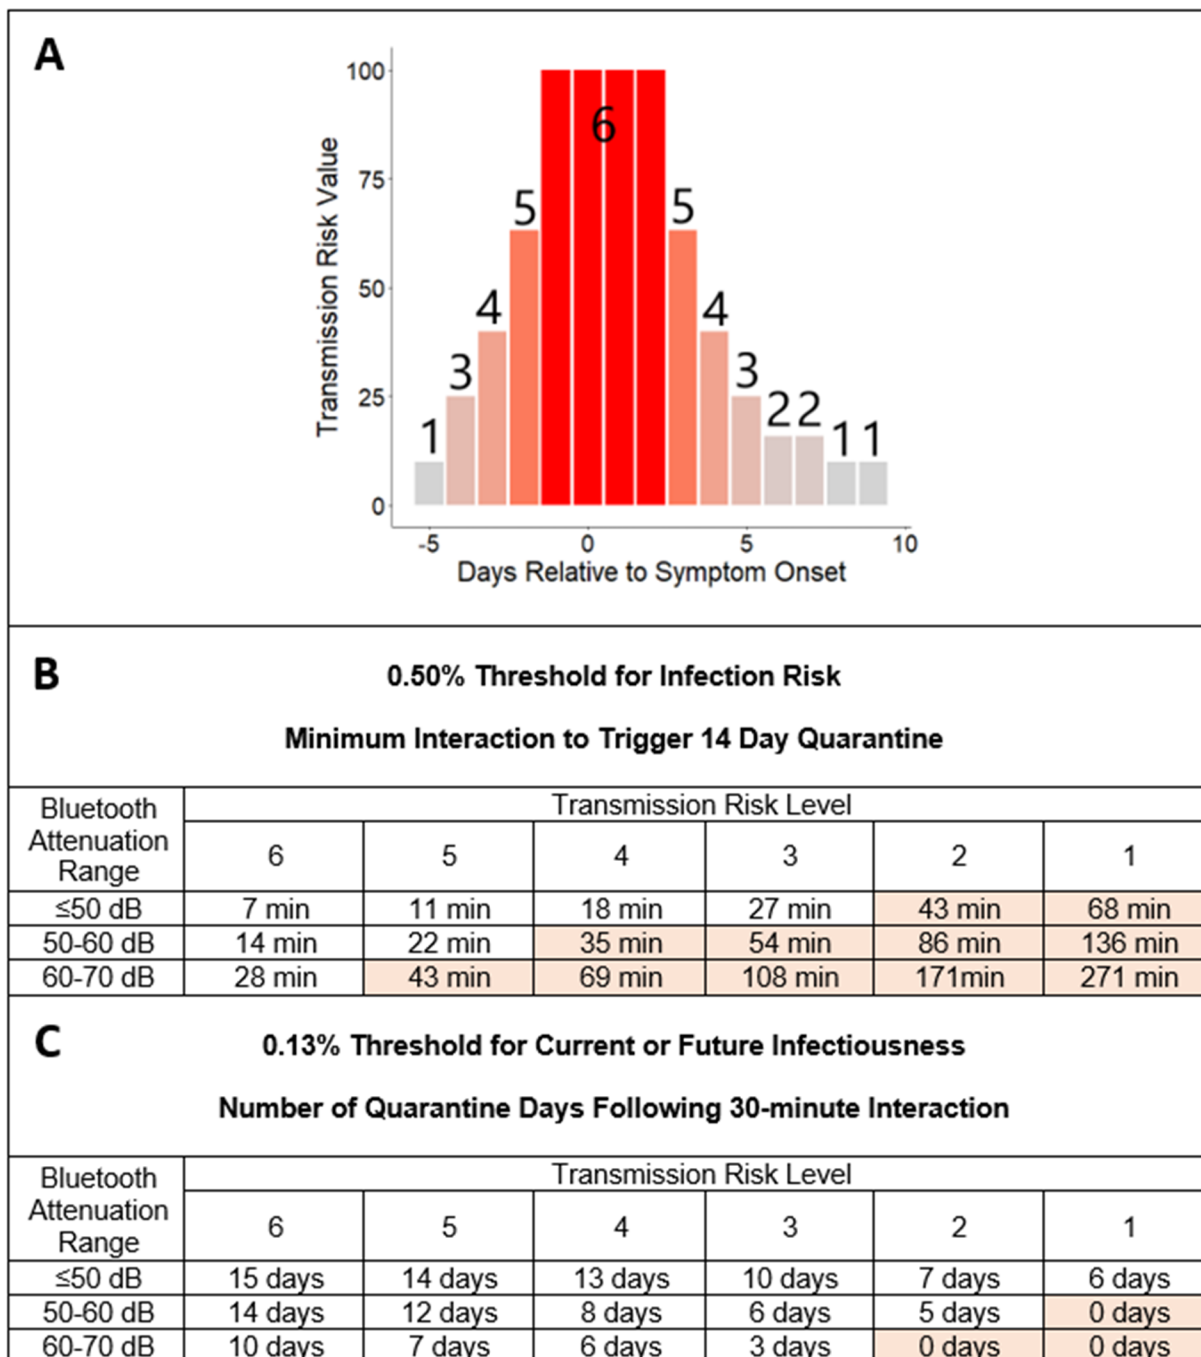 A
100
75
50
25
0
Transmission Risk Value
1
3
4
5
6
5
4
3
2
2
1
1
-5
0
5
10
Days Relative to Symptom Onset
B
0.50% Threshold for Infection Risk
Minimum Interaction to Trigger 14 Day Quarantine
Bluetooth Attenuation Range
Transmission Risk Level
6 5 4 3 2 1
≤50 dB 7 min 11 min 18 min 27 min 43 min 68 min
50-60 dB 14 min 22 min 35 min 54 min 86 min 136 min
60-70 dB 28 min 43 min 69 min 108 min 171min 271 min
C
0.13% Threshold for Current or Future Infectiousness
Number of Quarantine Days Following 30-minute Interaction
Bluetooth Attenuation Range
Transmission Risk Level
6 5 4 3 2 1
≤50 dB 15 days 14 days 13 days 10 days 7 days 6 days
50-60 dB 14 days 12 days 8 days 6 days 5 days 0 days
60-70 dB 10 days 7 days 6 days 3 days 0 days 0 days